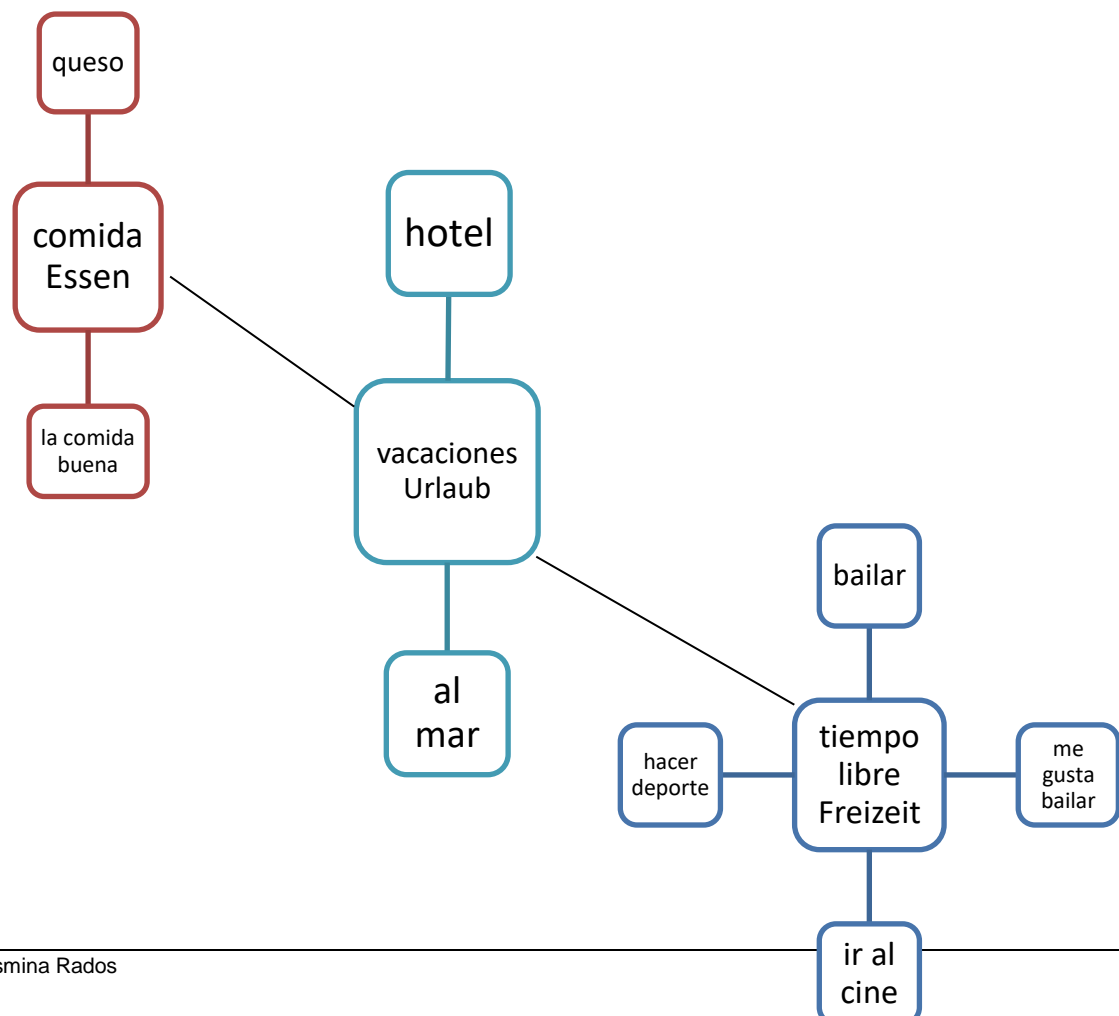 queso
comida
Essen
la comida
buena
hotel
vacaciones
Urlaub
al
mar
bailar
hacer
deporte
tiempo
libre
Freizeit
me
gusta
bailar
ir al
cine
Rados